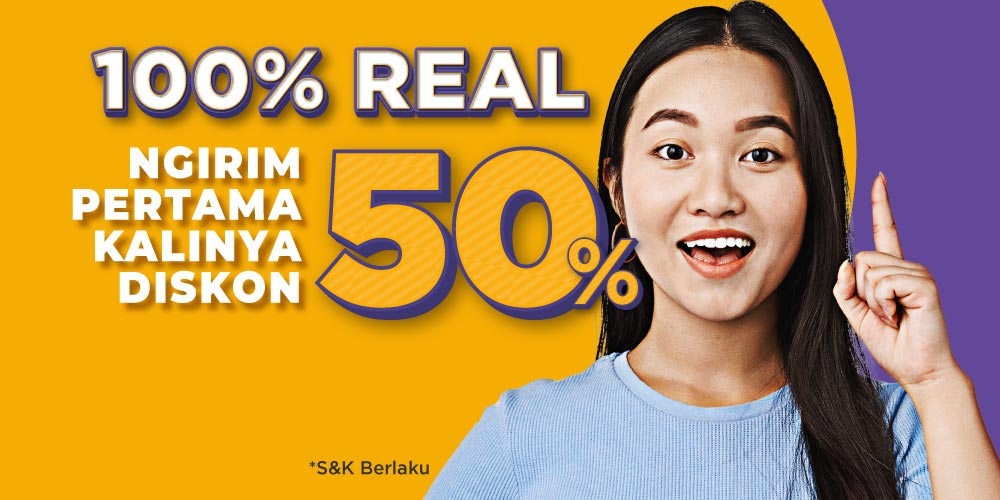 100% REAL
NGIRIM
PERTAMA
KALINYA
DISKON
50%
*S&K Berlaku